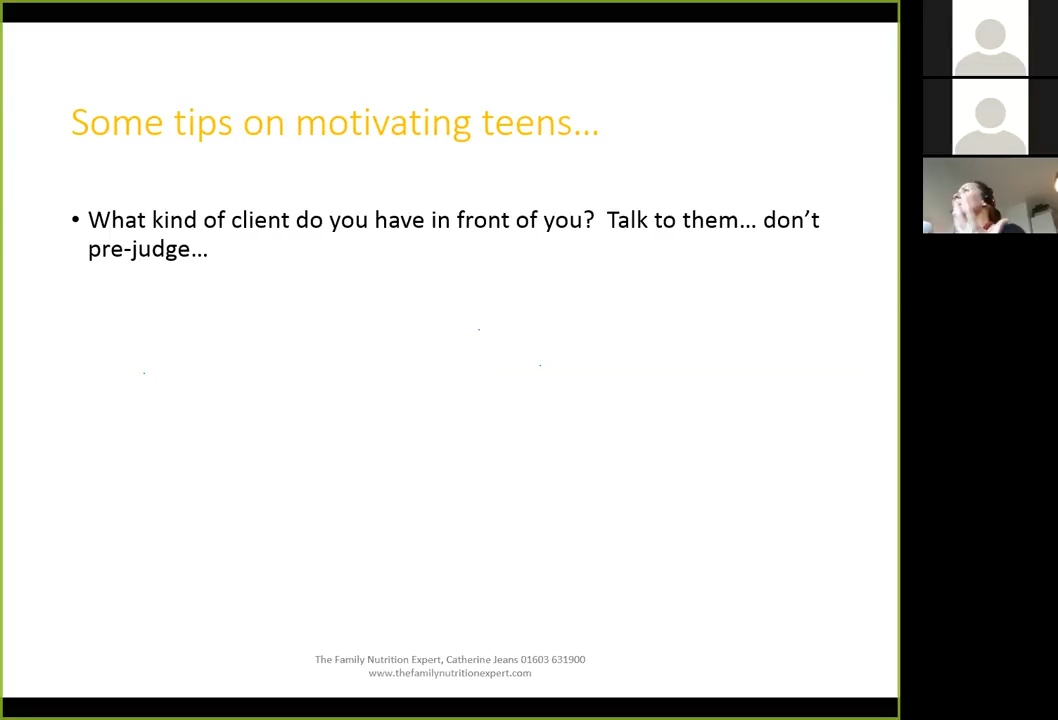 Some tips on motivating teens…
• What kind of client do you have in front of you?  Talk to them… don’t
pre-judge…
The Family Nutrition Expert, Catherine Jeans 01603 631900
www.thefamilynutritionexpert.com